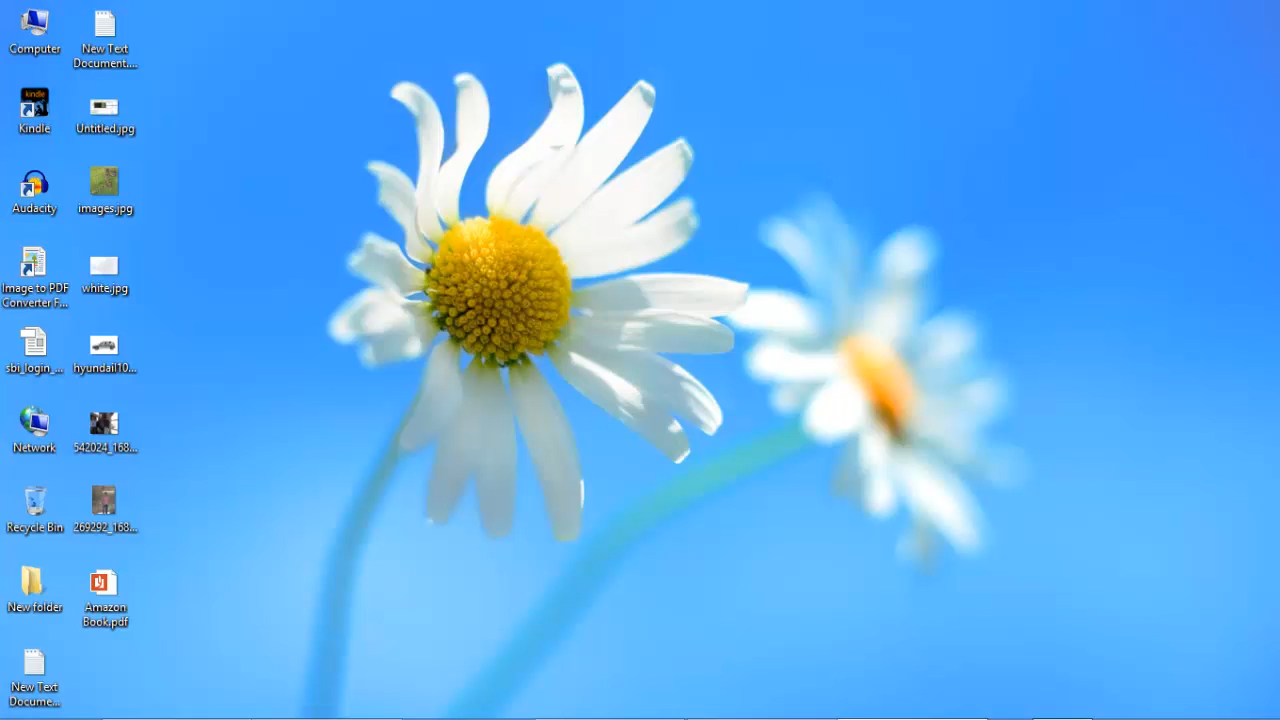 Computer
kindle
Kindle
Audacity
Image to PDF
Converter F...
sbi_login_...
Network
Recycle Bin
New folder
New Text
Docume...
New Text
Document....
Untitled.jpg
images.jpg
white.jpg
hyundai10...
542024_168...
269292_168...
Amazon
Book.pdf